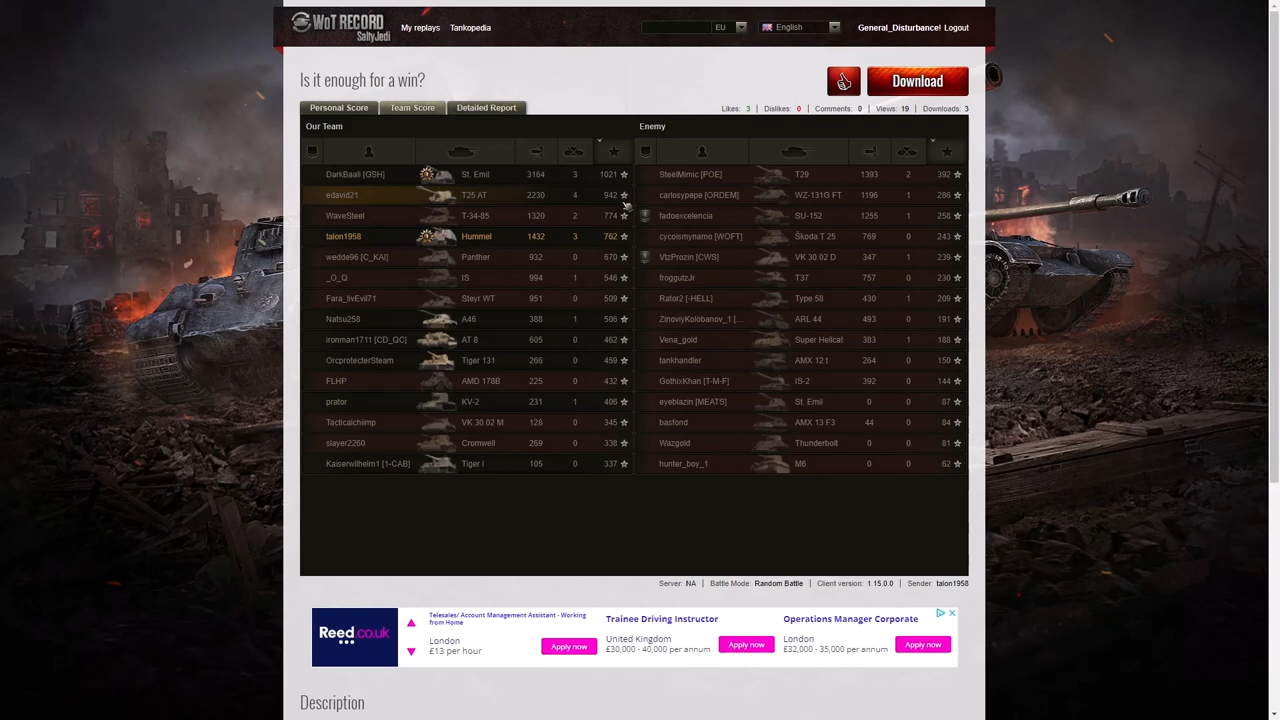 WoT RECORD
SaltyJedi
My replays
Tankopedia
EU
English
General_Disturbance! Logout
Is it enough for a win?
Download
Personal Score
Team Score
Detailed Report
Likes: 3 | Dislikes: 0 | Comments: 0 | Views: 19 | Downloads: 3
Our Team
Enemy
DarkBaali [GSH] St. Emil 3164 3 1021
SteelMimic [POE] T29 1393 2 392
edavid21 T25 AT 2230 4 942
carlosypepe [ORDEM] WZ-131G FT 1196 1 286
WaveSteel T-34-85 1320 2 774
fadoexcelencia SU-152 1255 1 258
talon1958 Hummel 1432 3 762
cycoismynamo [WOFT] Škoda T 25 769 0 243
wedde96 [C_KAI] Panther 932 0 670
VtzProzin [CWS] VK 30.02 D 347 1 239
_O_Q IS 994 1 546
froggutzJr T37 757 0 230
Fara_livEvil71 Steyr WT 951 0 509
Rator2 [-HELL] Type 58 430 1 209
Natsu258 A46 388 1 506
ZinoviyKolobanov_1 [... ARL 44 493 0 191
ironman1711 [CD_QC] AT 8 605 0 462
Vena_gold Super Hellcat 383 1 188
OrcprotecterSteam Tiger 131 266 0 459
tankhandler AMX 12 t 264 0 150
FLHP AMD 178B 225 0 432
GothixKhan [T-M-F] IS-2 392 0 144
prator KV-2 231 1 406
eyeblazin [MEATS] St. Emil 0 0 87
Tacticalchiimp VK 30.02 M 128 0 345
basfond AMX 13 F3 44 0 84
slayer2260 Cromwell 269 0 338
Wazgold Thunderbolt 0 0 81
Kaiserwilhelm1 [1-CAB] Tiger I 105 0 337
hunter_boy_1 M6 0 0 62
Server: NA | Battle Mode: Random Battle | Client version: 1.15.0.0 | Sender: talon1958
Reed.co.uk
Telesales/ Account Management Assistant - Working
from Home
London
£13 per hour
Apply now
Trainee Driving Instructor
United Kingdom
£30,000 - 40,000 per annum
Apply now
Operations Manager Corporate
London
£32,000 - 35,000 per annum
Apply now
Description